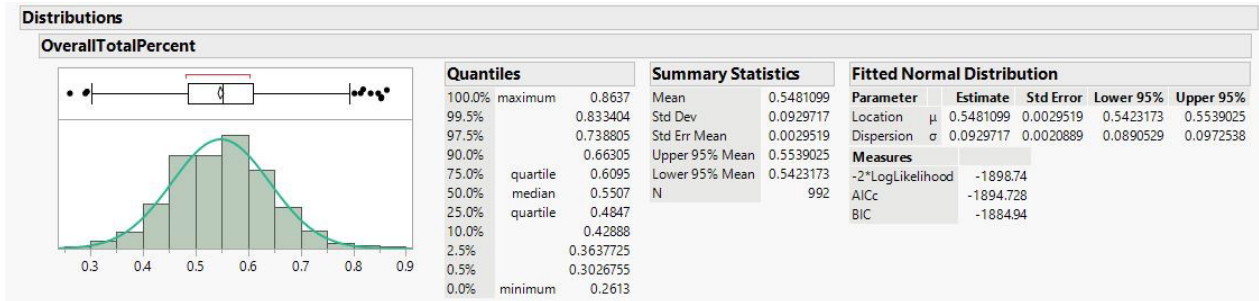 Distributions
OverallTotalPercent
0.3 0.4 0.5 0.6 0.7 0.8 0.9
Quantiles
100.0% maximum 0.8637
99.5% 0.833404
97.5% 0.738805
90.0% 0.66305
75.0% quartile 0.6095
50.0% median 0.5507
25.0% quartile 0.4847
10.0% 0.42888
2.5% 0.3637725
0.5% 0.3026755
0.0% minimum 0.2613
Summary Statistics
Mean 0.5481099
Std Dev 0.0929717
Std Err Mean 0.0029519
Upper 95% Mean 0.5539025
Lower 95% Mean 0.5423173
N 992
Fitted Normal Distribution
Parameter Estimate Std Error Lower 95% Upper 95%
Location μ 0.5481099 0.0029519 0.5423173 0.5539025
Dispersion σ 0.0929717 0.0020889 0.0890529 0.0972538
Measures
-2*LogLikelihood -1898.74
AICc -1894.728
BIC -1884.94